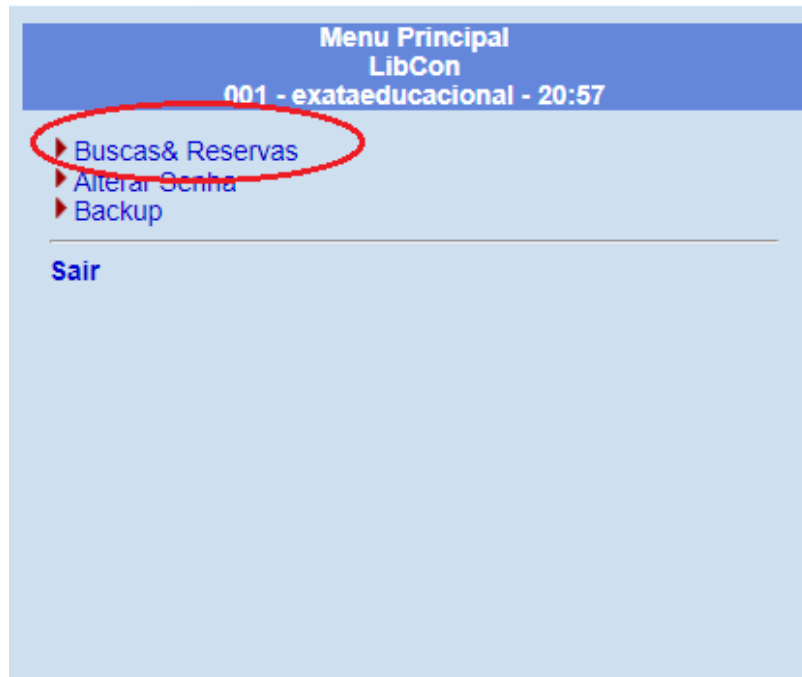 Menu Principal
LibCon
001 - exataeducacional - 20:57
Buscas& Reservas
Alterar Senha
Backup
Sair